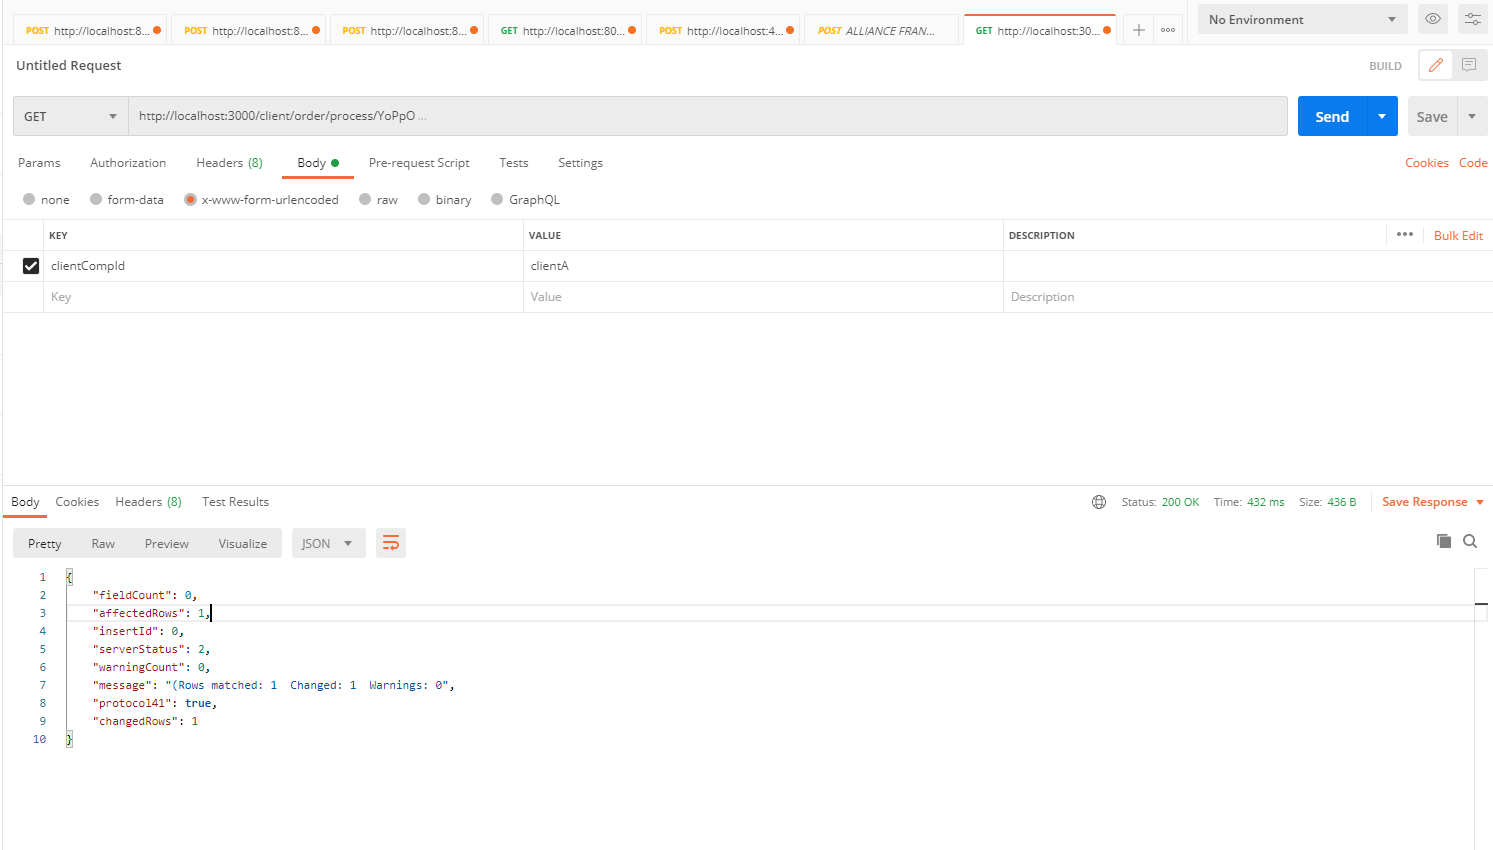 POST http://localhost:8... POST http://localhost:8... POST http://localhost:8... GET http://localhost:80... POST http://localhost:4... POST ALLIANCE FRAN... GET http://localhost:30... No Environment
Untitled Request BUILD
GET http://localhost:3000/client/order/process/YoPpO ... Send Save
Params Authorization Headers (8) Body Pre-request Script Tests Settings Cookies Code
none form-data x-www-form-urlencoded raw binary GraphQL
KEY VALUE DESCRIPTION Bulk Edit
clientCompId clientA
Key Value Description
Body Cookies Headers (8) Test Results Status: 200 OK Time: 432 ms Size: 436 B Save Response
Pretty Raw Preview Visualize JSON
1 {
2 "fieldCount": 0,
3 "affectedRows": 1,
4 "insertId": 0,
5 "serverStatus": 2,
6 "warningCount": 0,
7 "message": "(Rows matched: 1  Changed: 1  Warnings: 0",
8 "protocol41": true,
9 "changedRows": 1
10 }